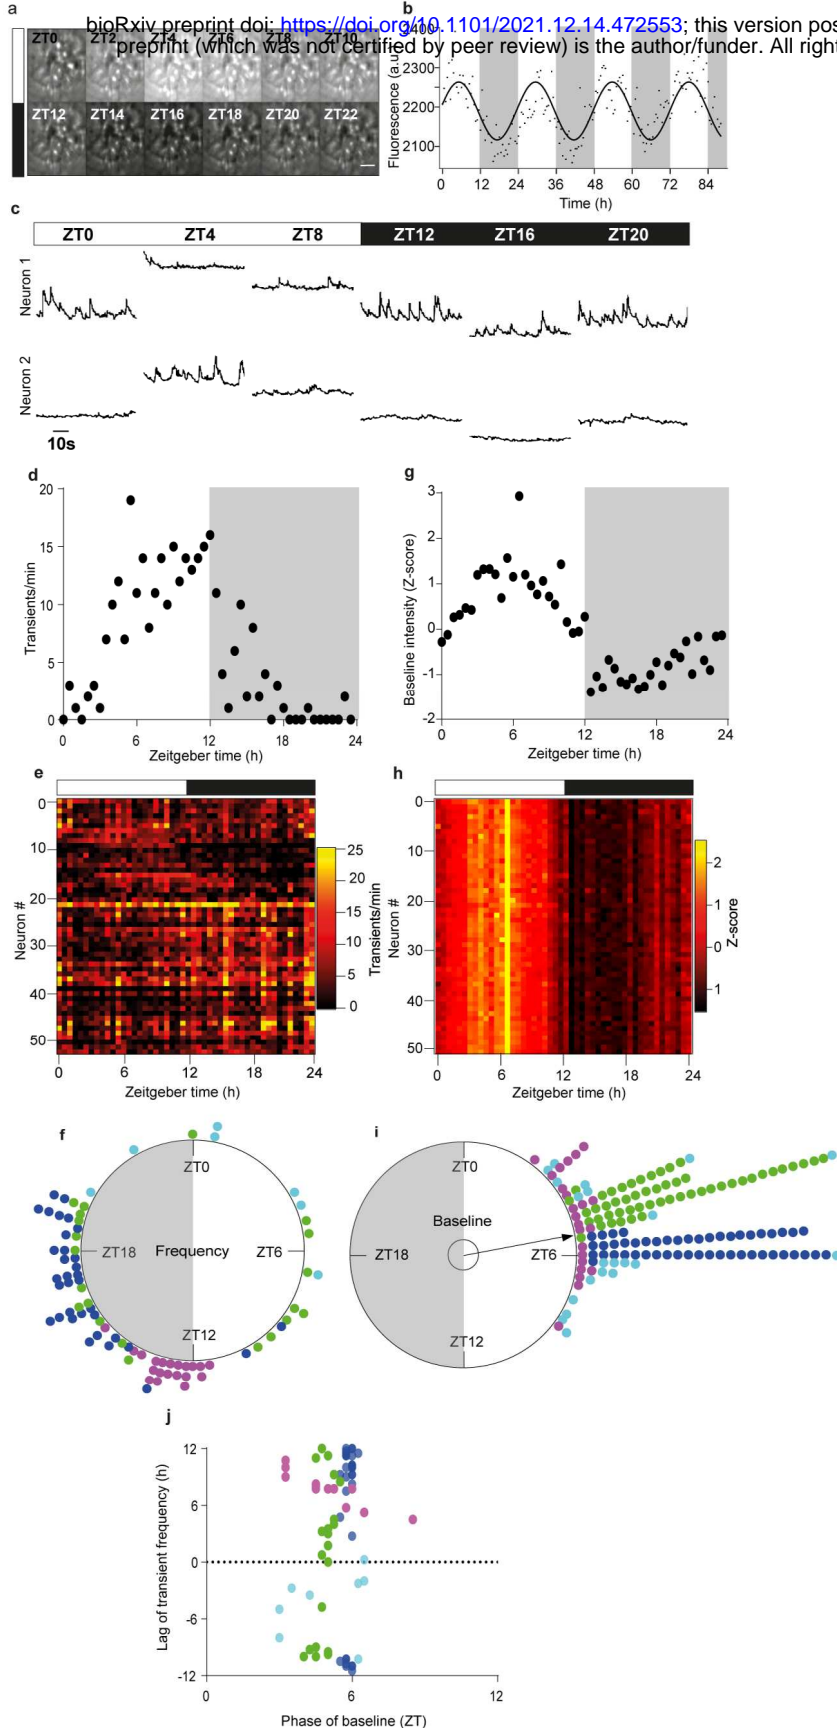 a
bioRxiv preprint doi: https://doi.org/10.1101/2021.12.14.472553; this version pos
preprint (which was not certified by peer review) is the author/funder. All righ
ZT0 ZT2 ZT4 ZT6 ZT8 ZT10
ZT12 ZT14 ZT16 ZT18 ZT20 ZT22
b
Fluorescence (a.u
2400
2300
2200
2100
0 12 24 36 48 60 72 84
Time (h)
c
ZT0 ZT4 ZT8 ZT12 ZT16 ZT20
Neuron 1
Neuron 2
10s
d
Transients/min
20
15
10
5
0
0 6 12 18 24
Zeitgeber time (h)
g
Baseline intensity (Z-score)
3
2
1
0
-1
-2
0 6 12 18 24
Zeitgeber time (h)
e
Neuron #
0
10
20
30
40
50
0 6 12 18 24
Zeitgeber time (h)
25
20
15
10
5
0
Transients/min
h
Neuron #
0
10
20
30
40
50
0 6 12 18 24
Zeitgeber time (h)
2
1
0
1
Z-score
f
ZT0
ZT18 Frequency ZT6
ZT12
i
ZT0
Baseline
ZT18 ZT6
ZT12
j
Lag of transient frequency (h)
12
6
0
-6
-12
0 6 12
Phase of baseline (ZT)